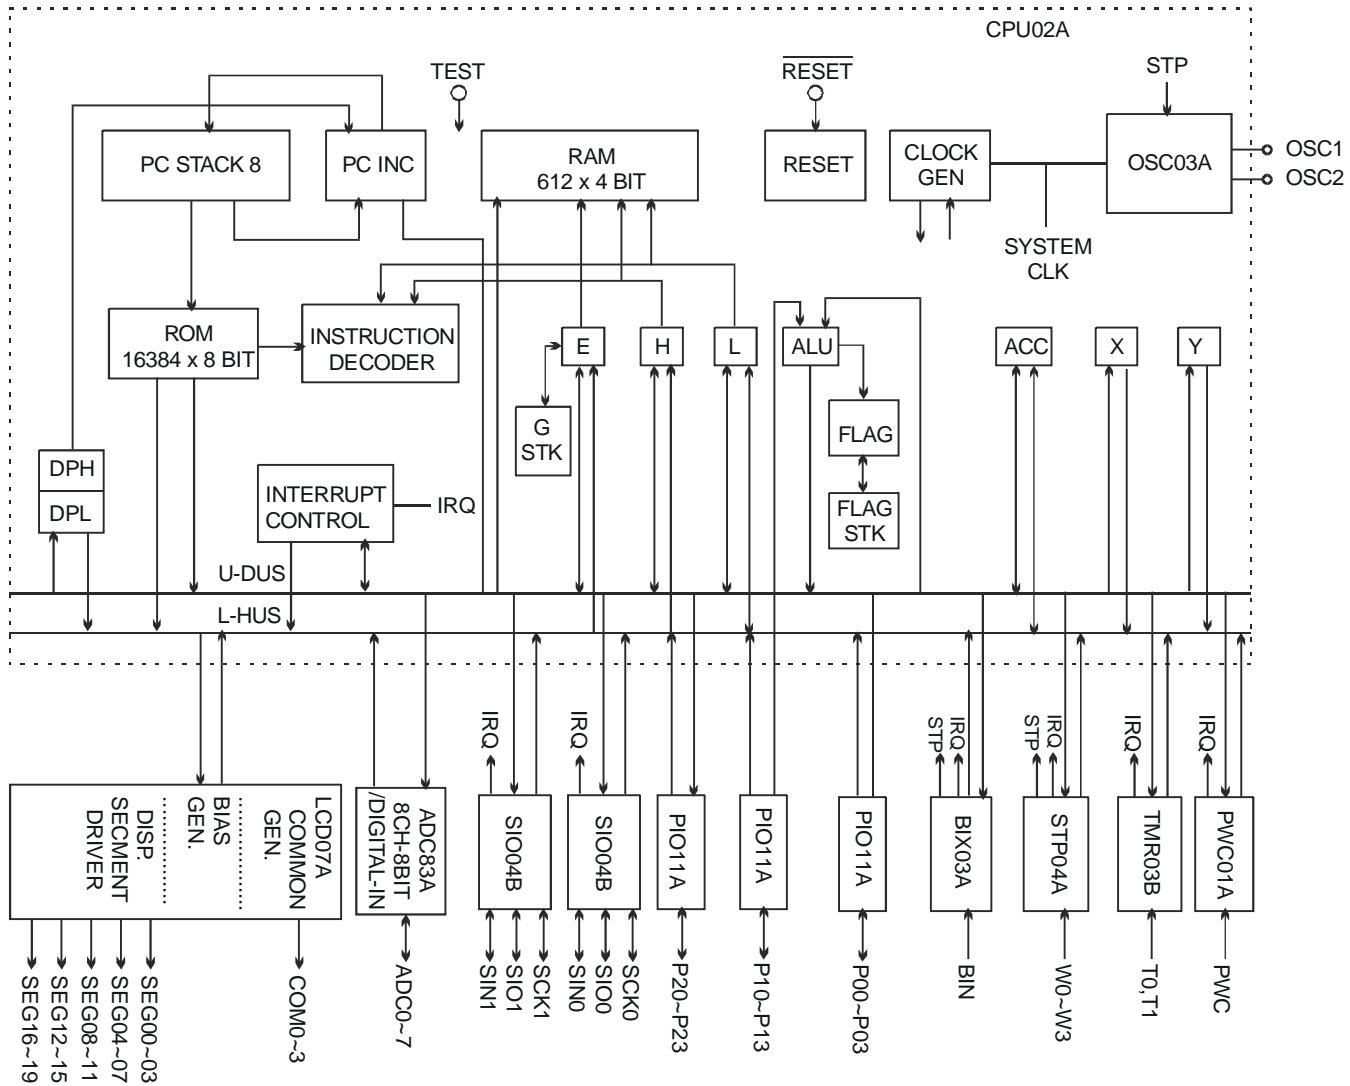 CPU02A
TEST
RESET
STP
PC STACK 8
PC INC
RAM
612 x 4 BIT
RESET
CLOCK
GEN
OSC03A
OSC1
OSC2
SYSTEM
CLK
ROM
16384 x 8 BIT
INSTRUCTION
DECODER
E
H
L
ALU
ACC
X
Y
G
STK
FLAG
FLAG
STK
DPH
DPL
INTERRUPT
CONTROL
IRQ
U-DUS
L-HUS
IRQ
IRQ
STP
IRQ
STP
IRQ
IRQ
IRQ
LCD07A
COMMON
GEN.
BIAS
GEN.
DISP.
SECMENT
DRIVER
ADC83A
8CH-8BIT
/DIGITAL-IN
SIO04B
SIO04B
PIO11A
PIO11A
PIO11A
BIX03A
STP04A
TMR03B
PWC01A
SEG16~19
SEG12~15
SEG08~11
SEG04~07
SEG00~03
COM0~3
ADC0~7
SIN1
SIO1
SCK1
SIN0
SIO0
SCK0
P20~P23
P10~P13
P00~P03
BIN
W0~W3
T0,T1
PWC